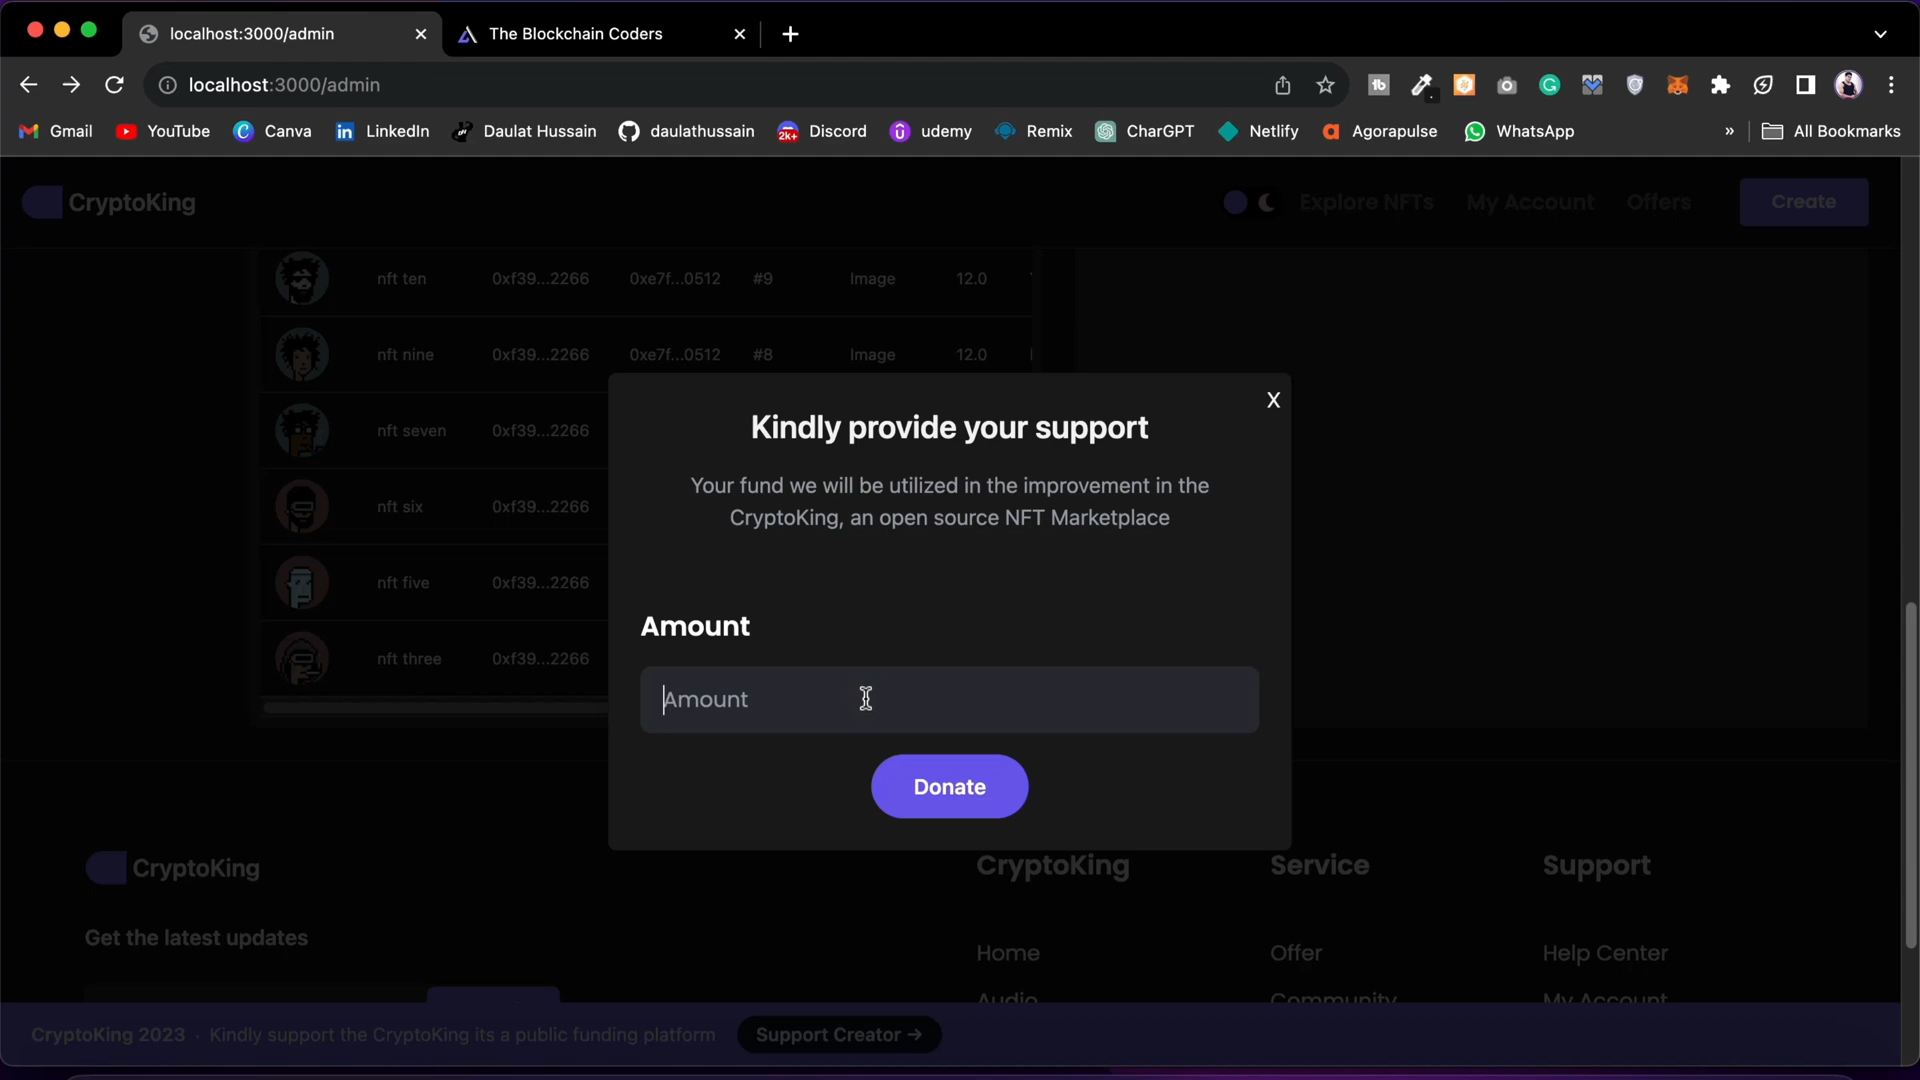 localhost:3000/admin
The Blockchain Coders
localhost:3000/admin
Gmail
YouTube
Canva
LinkedIn
Daulat Hussain
daulathussain
Discord
udemy
Remix
CharGPT
Netlify
Agorapulse
WhatsApp
»
All Bookmarks
CryptoKing
Explore NFTs
My Account
Offers
Create
nft ten 0xf39...2266 0xe7f...0512 #9 Image 12.0
nft nine 0xf39...2266 0xe7f...0512 #8 Image 12.0
nft seven 0xf39...2266
nft six 0xf39...2266
nft five 0xf39...2266
nft three 0xf39...2266
X
Kindly provide your support
Your fund we will be utilized in the improvement in the
CryptoKing, an open source NFT Marketplace
Amount
Amount
Donate
CryptoKing
Get the latest updates
CryptoKing
Service
Support
Home
Offer
Help Center
Audio
Community
My Account
CryptoKing 2023 · Kindly support the CryptoKing its a public funding platform
Support Creator →